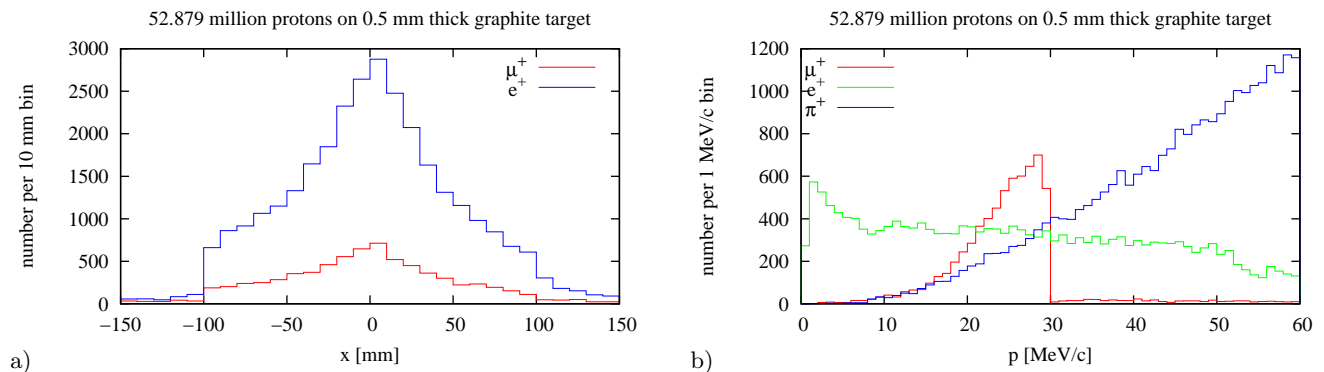 52.879 million protons on 0.5 mm thick graphite target
3000
2500
2000
1500
1000
500
0
number per 10 mm bin
μ+
e+
−150
−100
−50
0
50
100
150
x [mm]
a)
52.879 million protons on 0.5 mm thick graphite target
1200
1000
800
600
400
200
0
number per 1 MeV/c bin
μ+
e+
π+
0
10
20
30
40
50
60
p [MeV/c]
b)